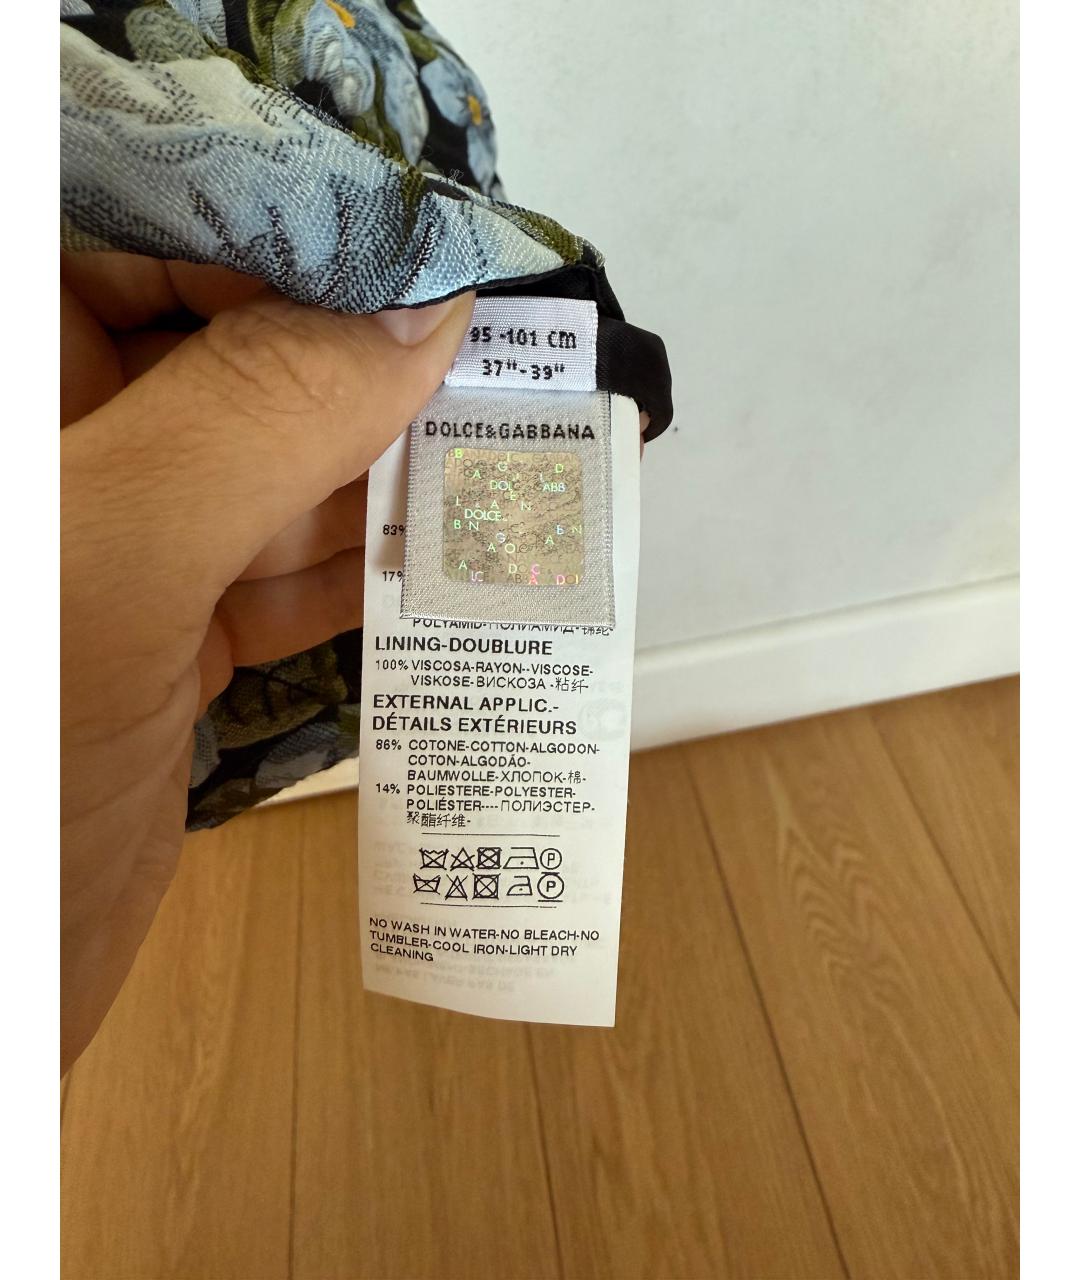 95-101 cm
37"-39"
DOLCE&GABBANA
83%
17%
POLYAMID-ПОЛИАМИД-锦纶-
LINING-DOUBLURE
100% VISCOSA-RAYON--VISCOSE-
VISKOSE-ВИСКОЗА -粘纤-
EXTERNAL APPLIC.-
DÉTAILS EXTÉRIEURS
86% COTONE-COTTON-ALGODON-
COTON-ALGODÃO-
BAUMWOLLE-ХЛОПОК-棉-
14% POLIESTERE-POLYESTER-
POLIÉSTER----ПОЛИЭСТЕР-
聚酯纤维-
P
P
NO WASH IN WATER-NO BLEACH-NO
TUMBLER-COOL IRON-LIGHT DRY
CLEANING